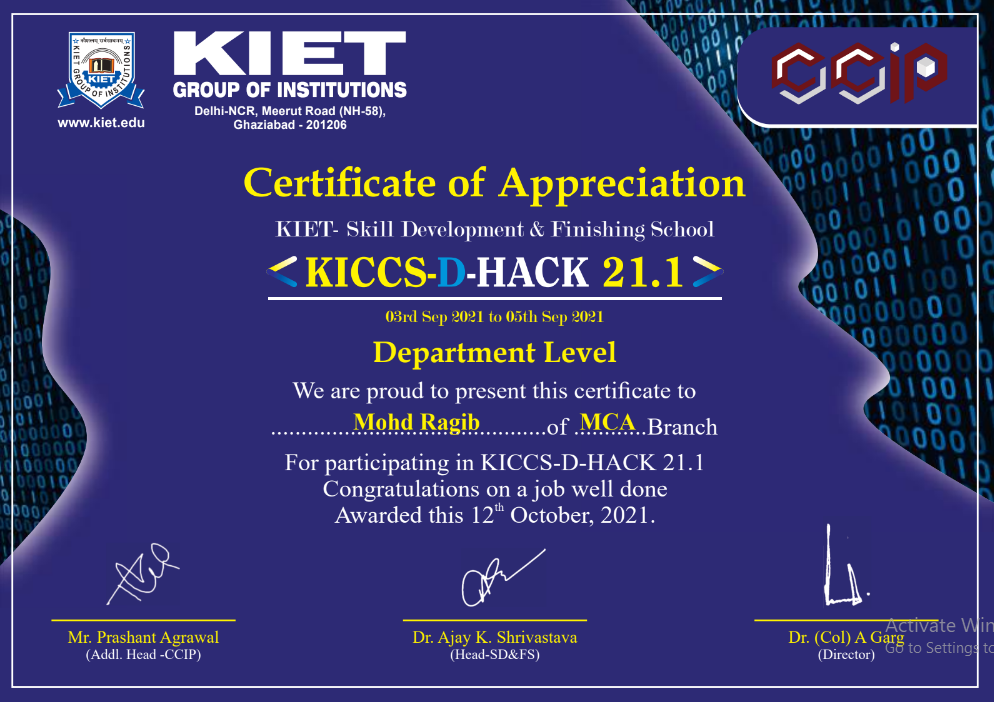 KIET GROUP OF INSTITUTIONS
KIET
www.kiet.edu
KIET
GROUP OF INSTITUTIONS
Delhi-NCR, Meerut Road (NH-58),
Ghaziabad - 201206
CCIP
Certificate of Appreciation
KIET- Skill Development & Finishing School
<KICCS-D-HACK 21.1>
03rd Sep 2021 to 05th Sep 2021
Department Level
We are proud to present this certificate to
Mohd Ragib of MCA Branch
For participating in KICCS-D-HACK 21.1
Congratulations on a job well done
Awarded this 12th October, 2021.
Mr. Prashant Agrawal
(Addl. Head -CCIP)
Dr. Ajay K. Shrivastava
(Head-SD&FS)
Dr. (Col) A Garg
(Director)
Activate Win
Go to Settings to